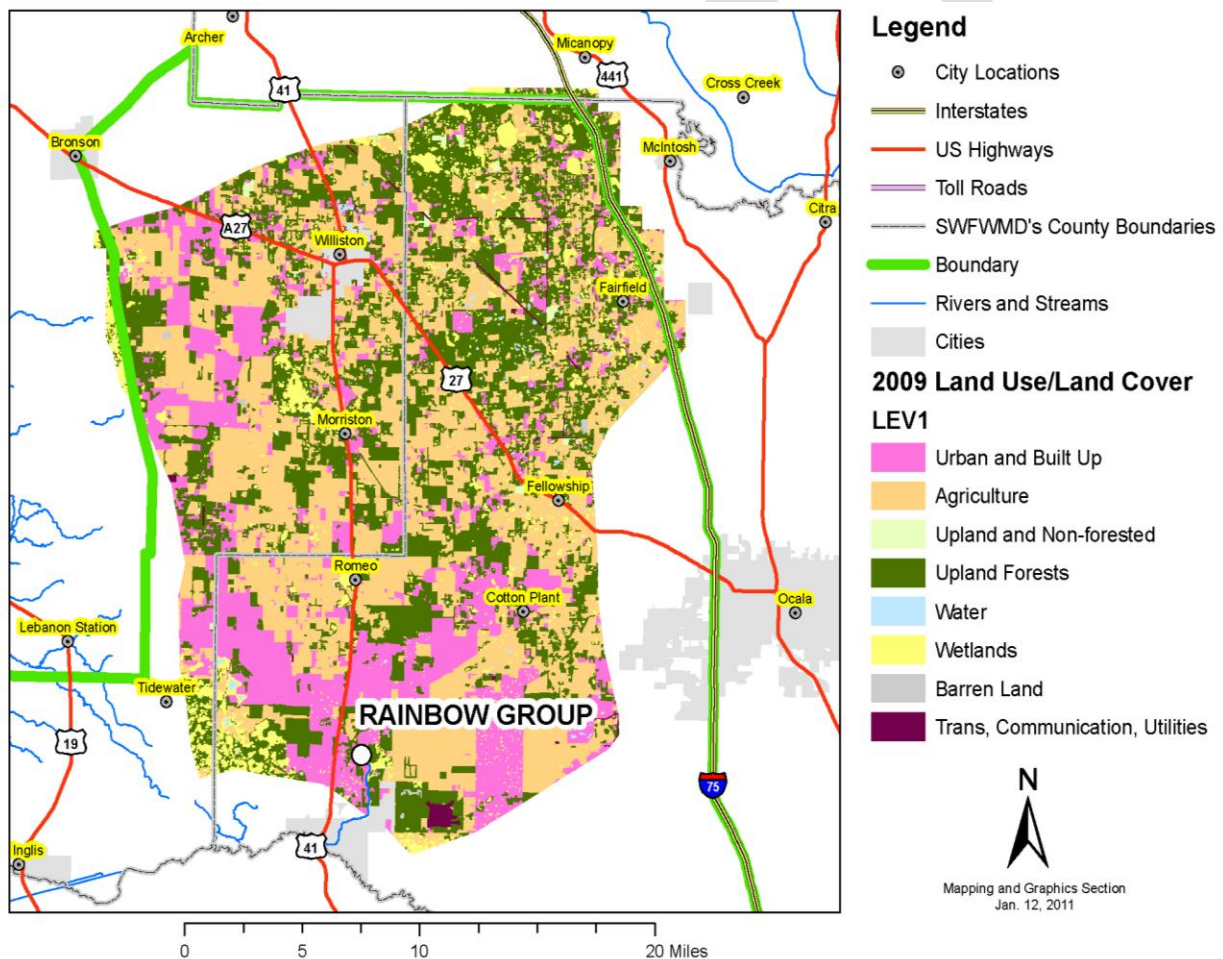 Archer
Micanopy
41
441
Cross Creek
Bronson
McIntosh
Citra
A27
Williston
Fairfield
27
Morriston
Fellowship
Romeo
Cotton Plant
Ocala
Lebanon Station
Tidewater
RAINBOW GROUP
19
75
41
Inglis
0 5 10 20 Miles
Legend
City Locations
Interstates
US Highways
Toll Roads
SWFWMD's County Boundaries
Boundary
Rivers and Streams
Cities
2009 Land Use/Land Cover
LEV1
Urban and Built Up
Agriculture
Upland and Non-forested
Upland Forests
Water
Wetlands
Barren Land
Trans, Communication, Utilities
N
Mapping and Graphics Section
Jan. 12, 2011